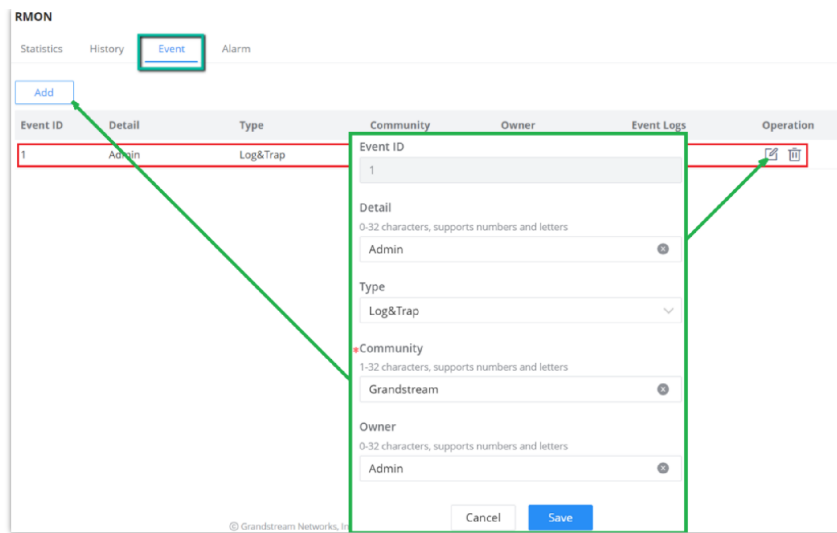 RMON
Statistics History Event Alarm
Add
Event ID Detail Type Community Owner Event Logs Operation
1 Admin Log&Trap
Event ID
1
Detail
0-32 characters, supports numbers and letters
Admin
Type
Log&Trap
*Community
1-32 characters, supports numbers and letters
Grandstream
Owner
0-32 characters, supports numbers and letters
Admin
Cancel Save
© Grandstream Networks,